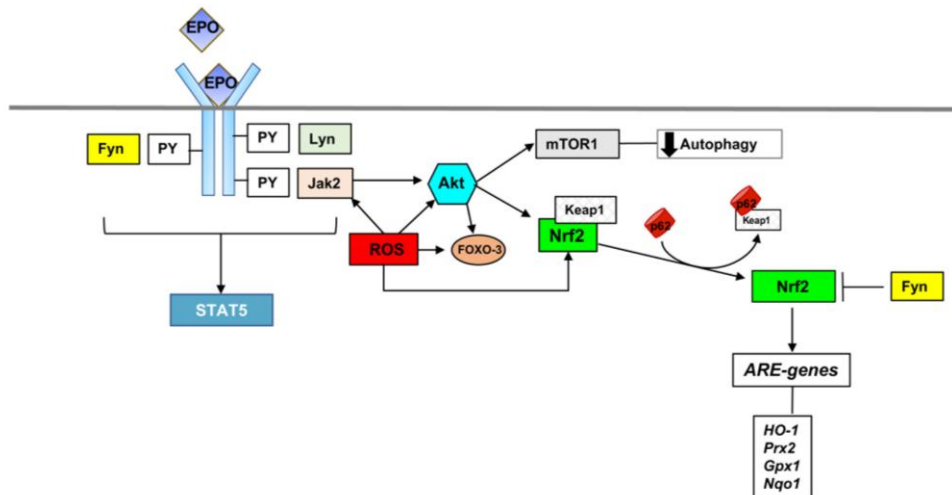 EPO
EPO
Fyn
PY
PY
Lyn
PY
Jak2
Akt
mTOR1
Autophagy
Keap1
Nrf2
p62
p62
Keap1
ROS
FOXO-3
STAT5
Nrf2
Fyn
ARE-genes
HO-1
Prx2
Gpx1
Nqo1